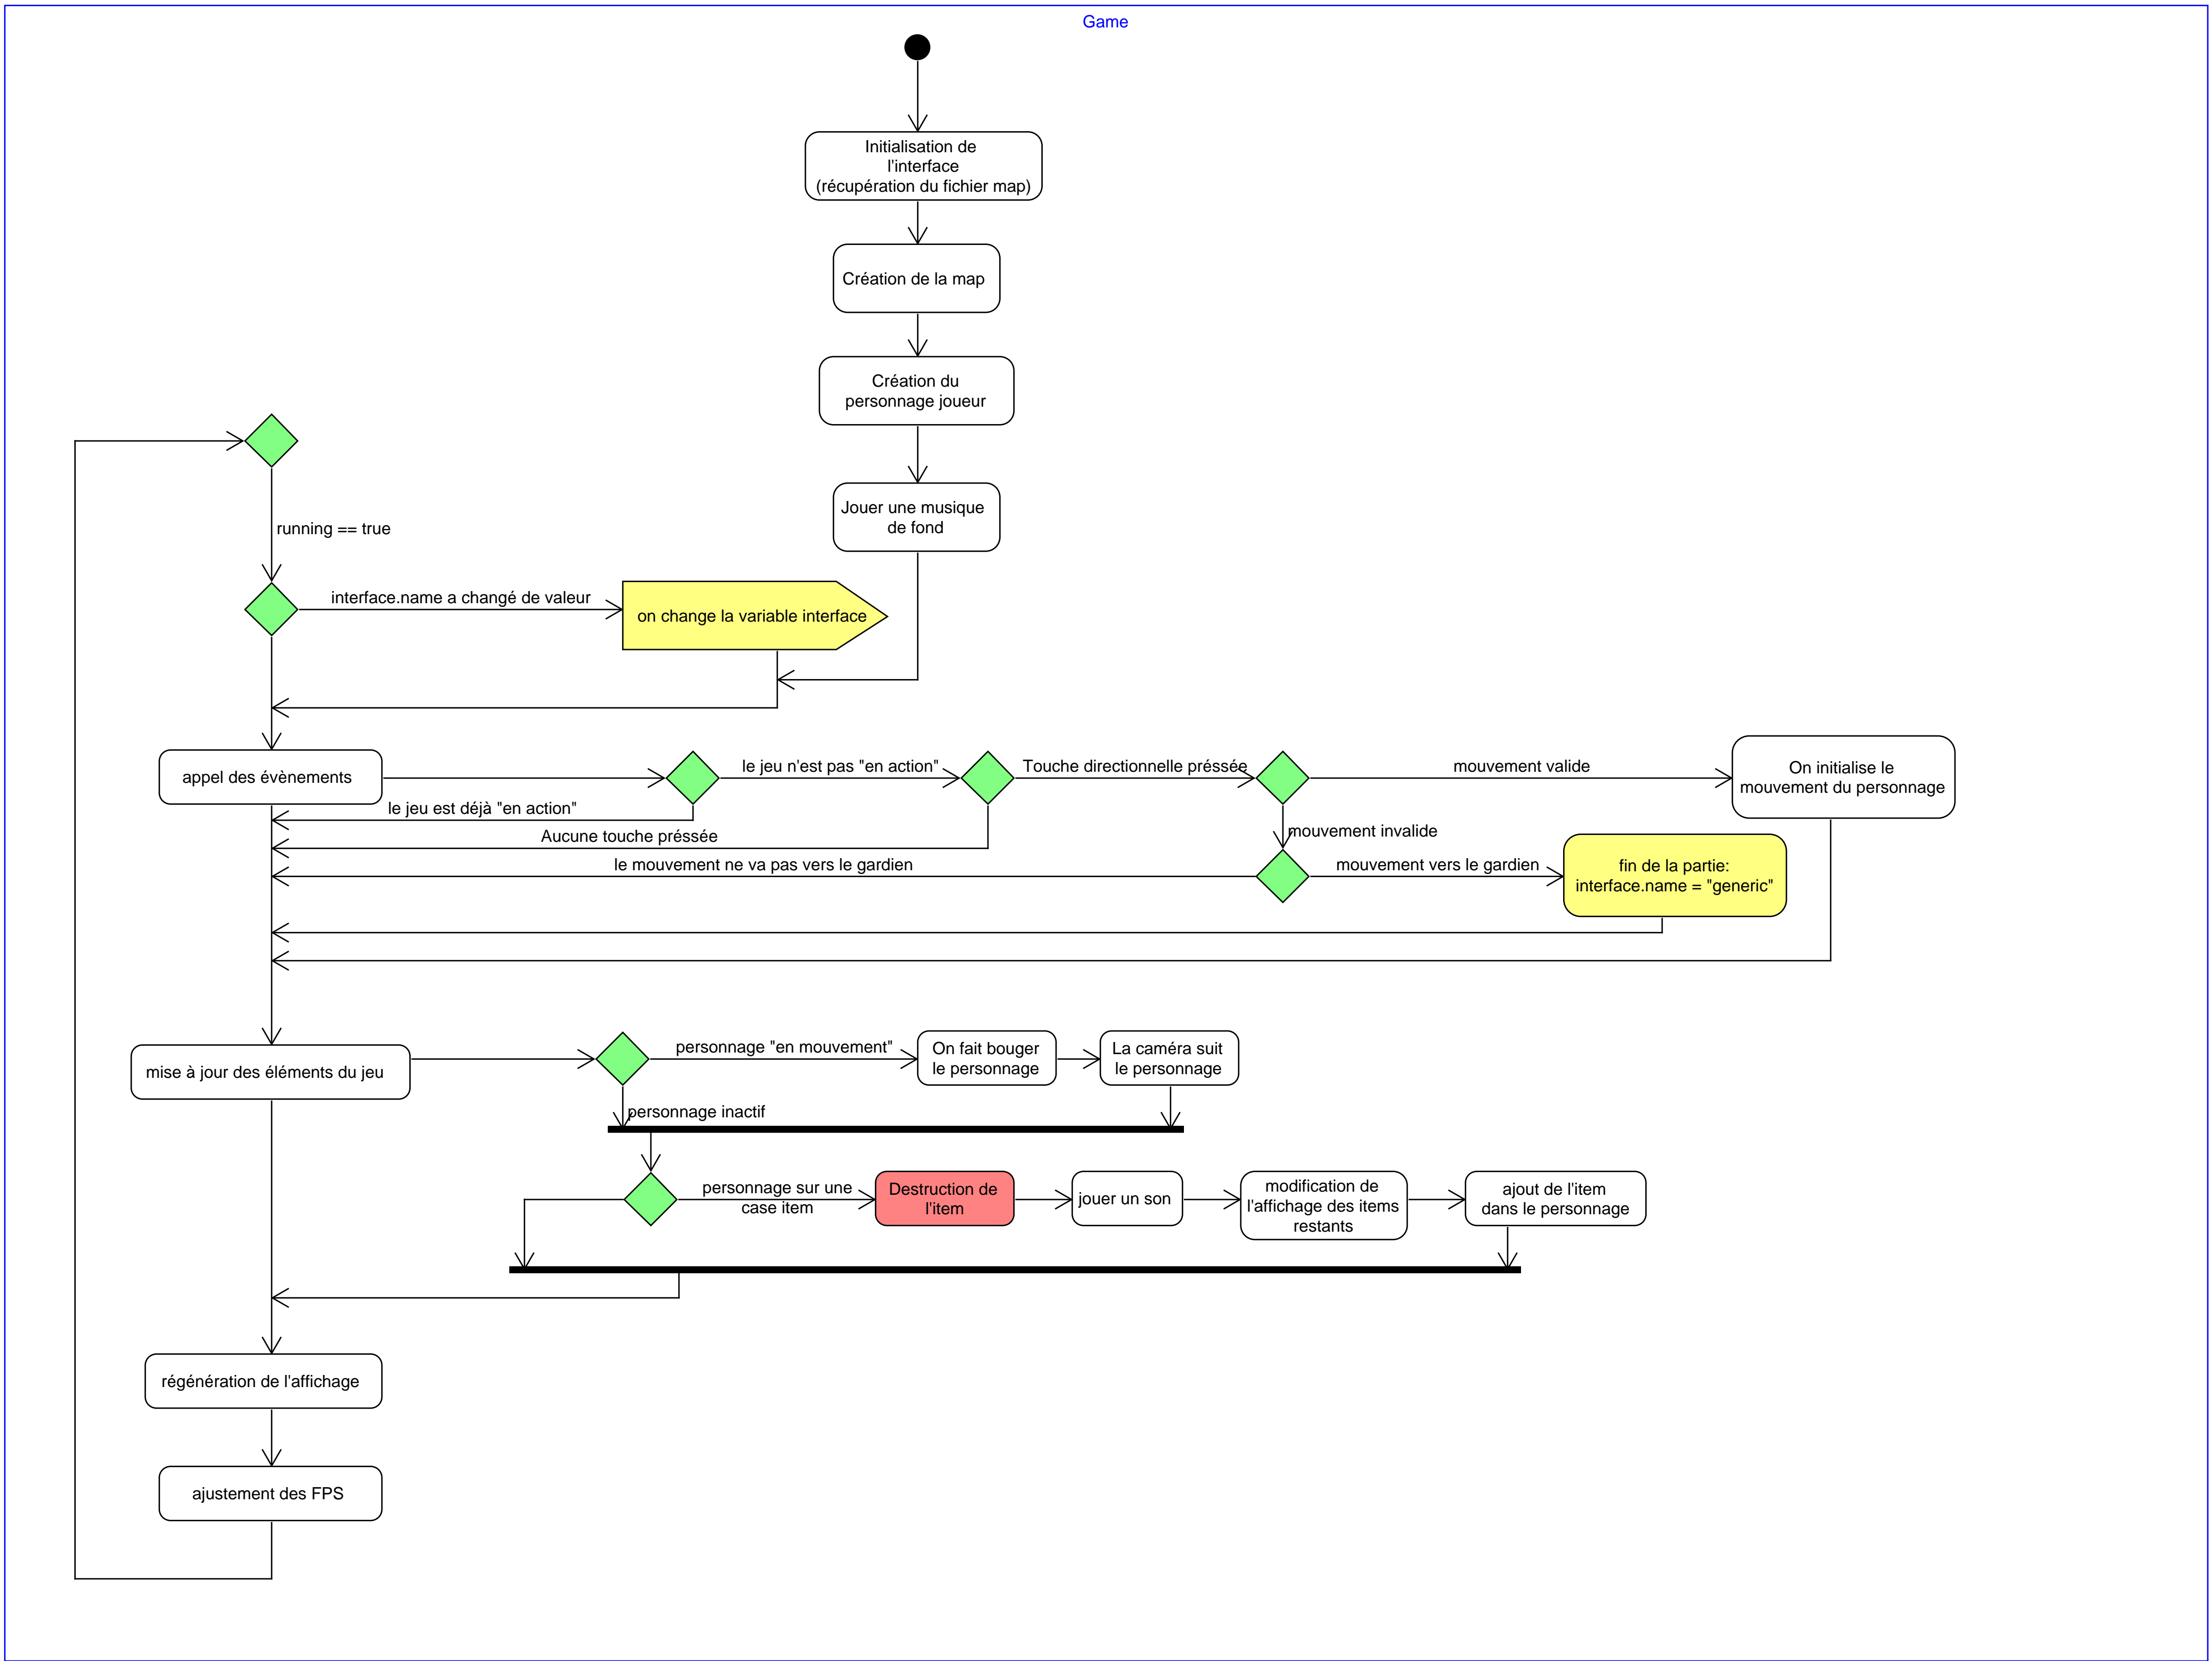 Game
Initialisation de
l'interface
(récupération du fichier map)
Création de la map
Création du
personnage joueur
Jouer une musique
de fond
running == true
interface.name a changé de valeur
on change la variable interface
appel des évènements
le jeu n'est pas "en action"
Touche directionnelle préssée
mouvement valide
On initialise le
mouvement du personnage
le jeu est déjà "en action"
Aucune touche préssée
mouvement invalide
le mouvement ne va pas vers le gardien
mouvement vers le gardien
fin de la partie:
interface.name = "generic"
mise à jour des éléments du jeu
personnage "en mouvement"
On fait bouger
le personnage
La caméra suit
le personnage
personnage inactif
personnage sur une
case item
Destruction de
l'item
jouer un son
modification de
l'affichage des items
restants
ajout de l'item
dans le personnage
régénération de l'affichage
ajustement des FPS